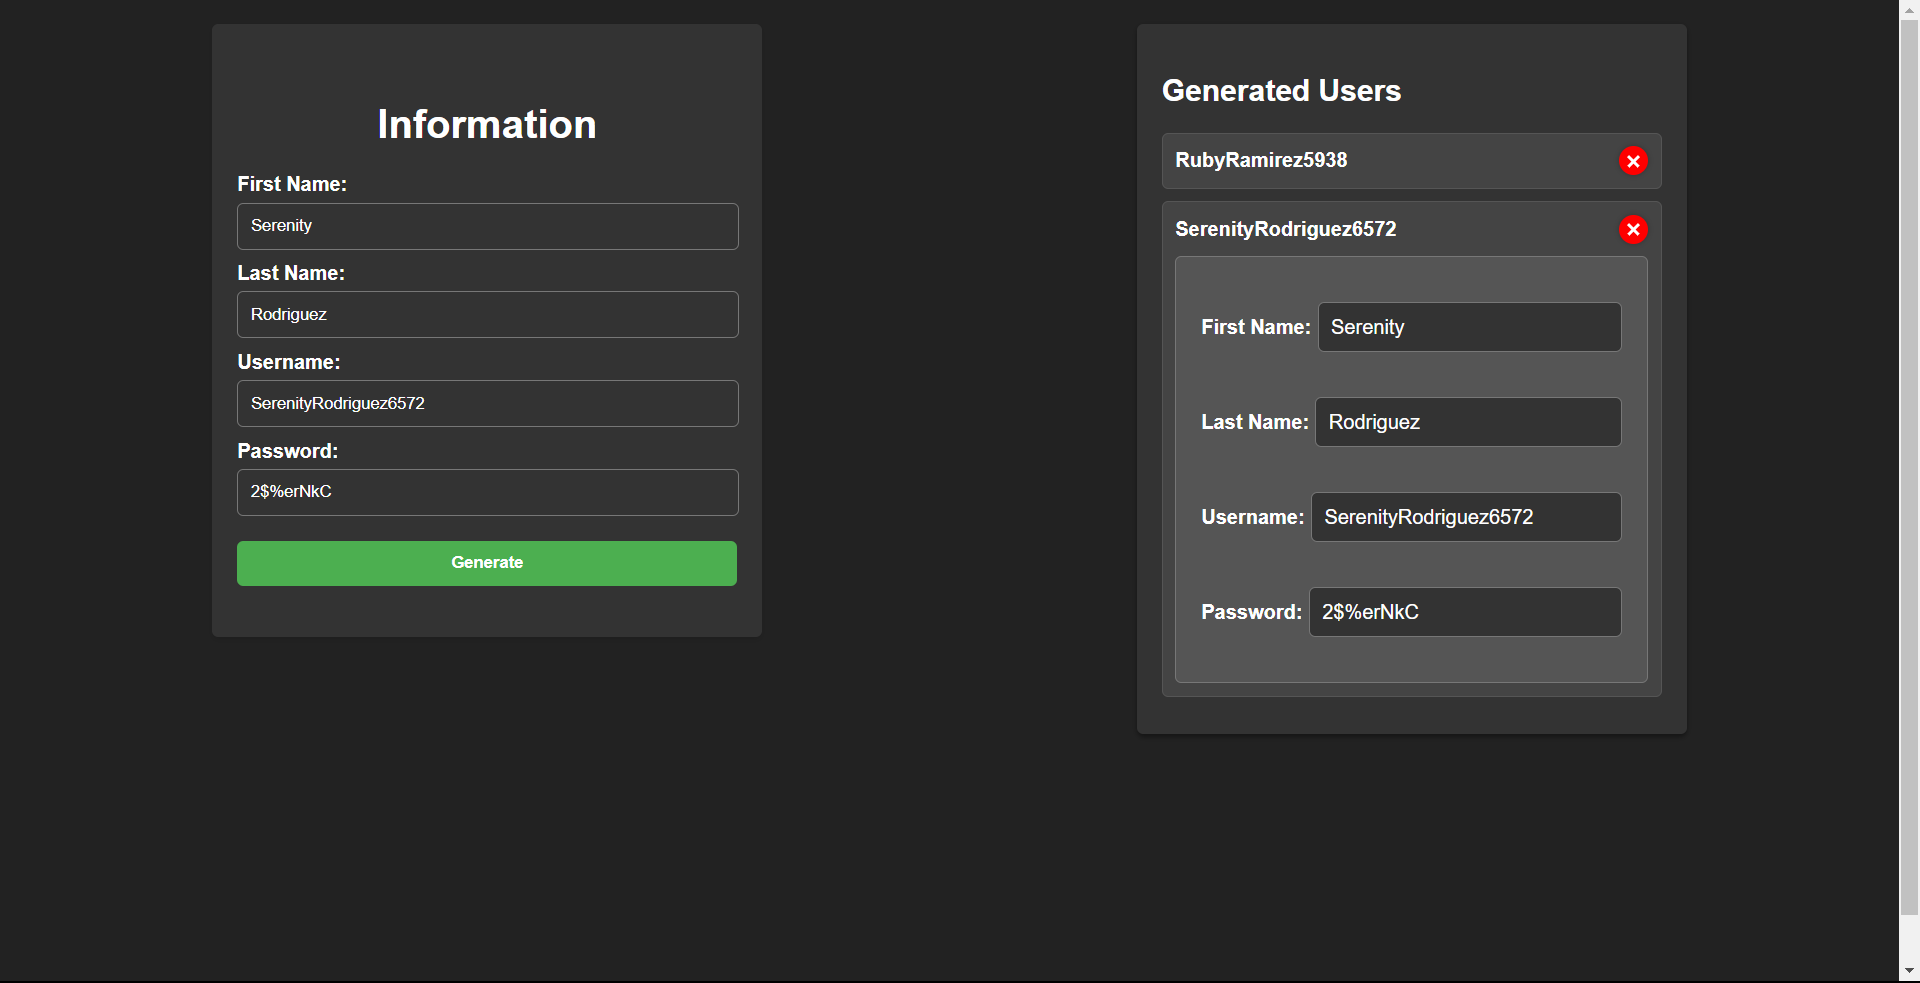 Information
First Name:
Serenity
Last Name:
Rodriguez
Username:
SerenityRodriguez6572
Password:
2$%erNkC
Generate
Generated Users
RubyRamirez5938
SerenityRodriguez6572
First Name: Serenity
Last Name: Rodriguez
Username: SerenityRodriguez6572
Password: 2$%erNkC